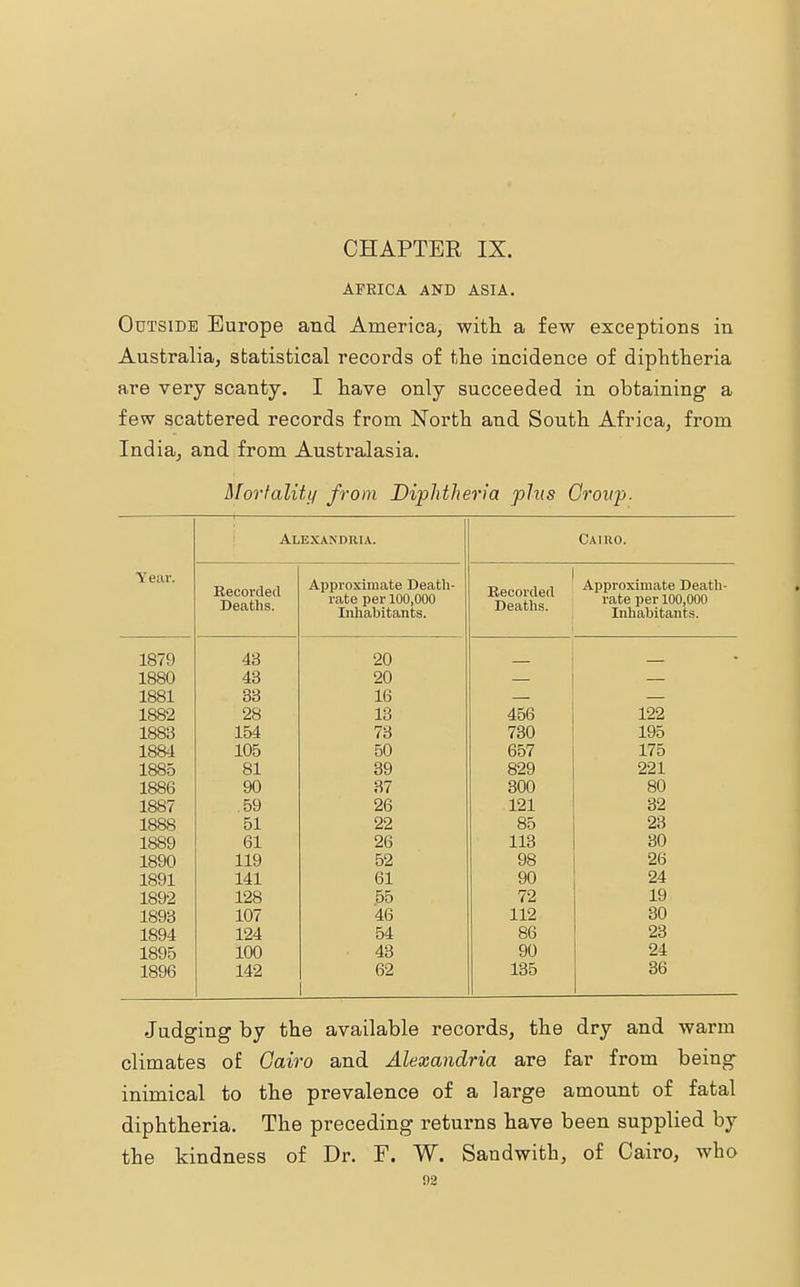 CHAPTER IX.
AFRICA AND ASIA.
OUTSIDE Europe and America, with a few exceptions in
Australia, statistical records of the incidence of diphtheria
are very scanty. I have only succeeded in obtaining a
few scattered records from North and South Africa, from
India, and from Australasia.
Mortality from Diphtheria plus Croup.
Year. ALEXANDRIA. CAIRO.
Recorded Deaths. Approximate Death-rate per 100,000 Inhabitants. Recorded Deaths. Approximate Death-rate per 100,000 Inhabitants.
1879 43 20 — —
1880 43 20 — —
1881 33 16 — —
1882 28 13 456 122
1883 154 73 730 195
1884 105 50 657 175
1885 81 39 829 221
1886 90 37 300 80
1887 59 26 121 32
1888 51 22 85 23
1889 61 26 113 30
1890 119 52 98 26
1891 141 61 90 24
1892 128 55 72 19
1893 107 46 112 30
1894 124 54 86 23
1895 100 43 90 24
1896 142 62 135 36
Judging by the available records, the dry and warm
climates of Cairo and Alexandria are far from being
inimical to the prevalence of a large amount of fatal
diphtheria. The preceding returns have been supplied by
the kindness of Dr. F. W. Sandwith, of Cairo, who
92